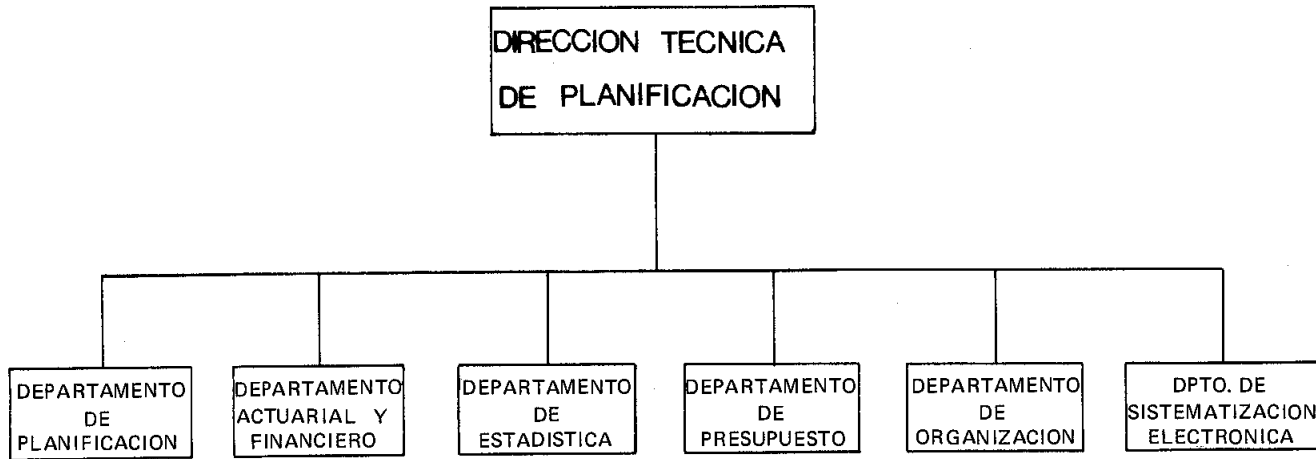 DIRECCION TECNICA
DE PLANIFICACION
DEPARTAMENTO
DE
PLANIFICACION
DEPARTAMENTO
ACTUARIAL Y
FINANCIERO
DEPARTAMENTO
DE
ESTADISTICA
DEPARTAMENTO
DE
PRESUPUESTO
DEPARTAMENTO
DE
ORGANIZACION
DPTO. DE
SISTEMATIZACION
ELECTRONICA